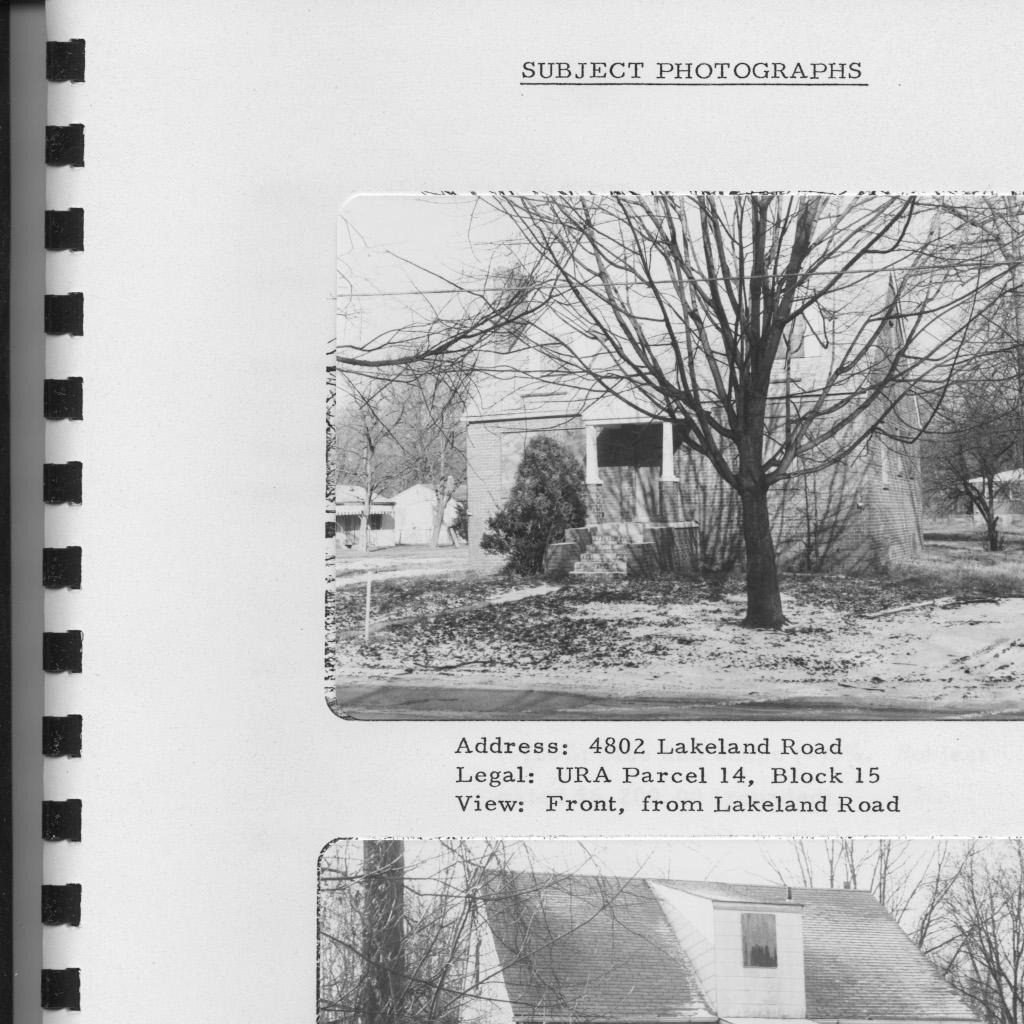 SUBJECT PHOTOGRAPHS
Address: 4802 Lakeland Road
Legal: URA Parcel 14, Block 15
View: Front, from Lakeland Road